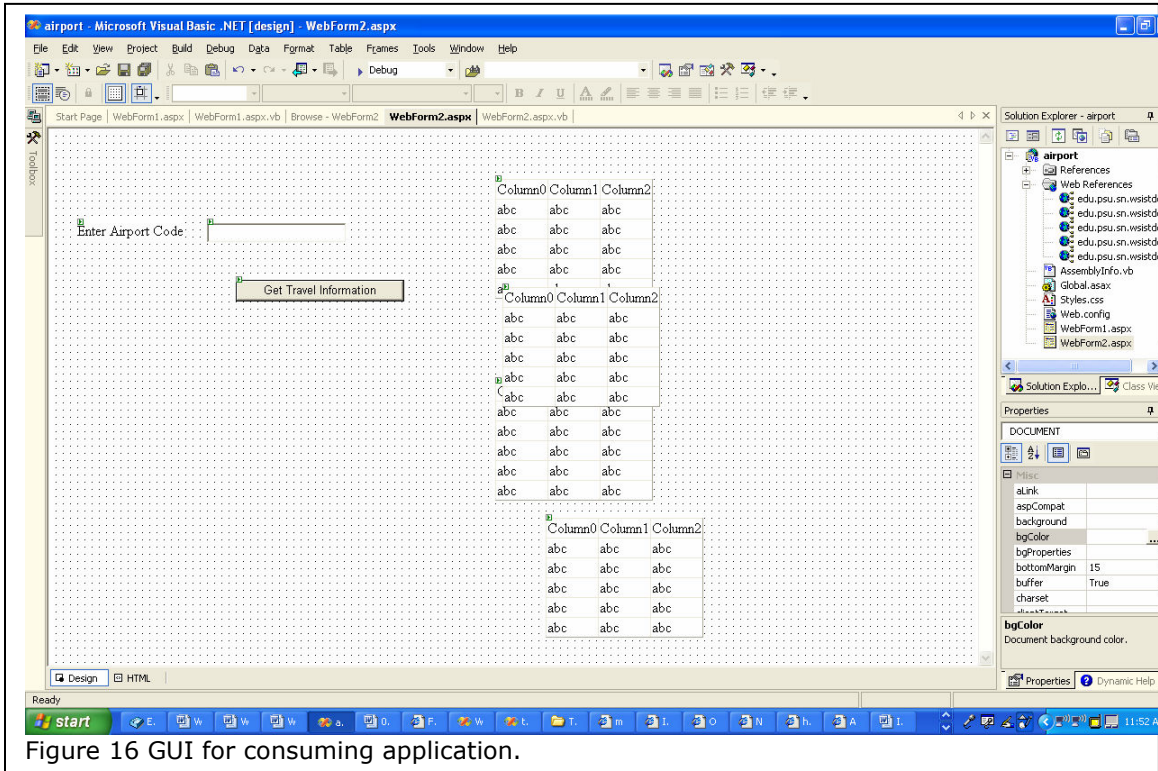 airport - Microsoft Visual Basic .NET [design] - WebForm2.aspx
File Edit View Project Build Debug Data Format Table Frames Tools Window Help
Debug
B I U
Start Page WebForm1.aspx WebForm1.aspx.vb Browse - WebForm2 WebForm2.aspx WebForm2.aspx.vb
Toolbox
Enter Airport Code
Get Travel Information
Column0 Column1 Column2
abc abc abc
abc abc abc
abc abc abc
abc abc abc
Column0 Column1 Column2
abc abc abc
abc abc abc
abc abc abc
abc abc abc
abc abc abc
abc abc abc
abc abc abc
abc abc abc
abc abc abc
abc abc abc
Column0 Column1 Column2
abc abc abc
abc abc abc
abc abc abc
abc abc abc
abc abc abc
Design HTML
Solution Explorer - airport
airport
References
Web References
edu.psu.sn.wsistd
edu.psu.sn.wsistd
edu.psu.sn.wsistd
edu.psu.sn.wsistd
edu.psu.sn.wsistd
AssemblyInfo.vb
Global.asax
Styles.css
Web.config
WebForm1.aspx
WebForm2.aspx
Solution Explo... Class Vie
Properties
DOCUMENT
Misc
aLink
aspCompat
background
bgColor ...
bgProperties
bottomMargin 15
buffer True
charset
bgColor
Document background color.
Properties Dynamic Help
Ready
start E. W W W a. 0. F. W t. T. m I. O N h. A I. 11:52 A
Figure 16 GUI for consuming application.